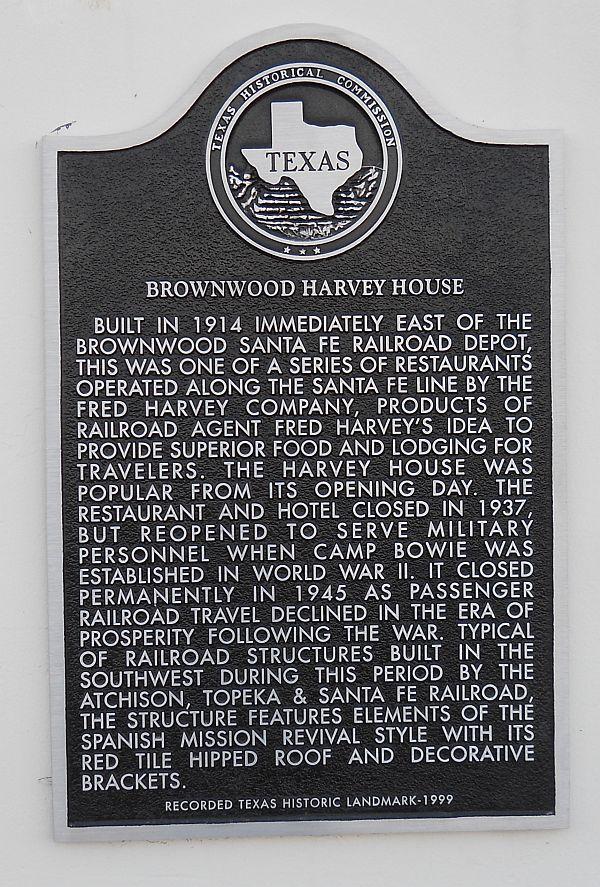 TEXAS HISTORICAL COMMISSION
TEXAS
BROWNWOOD HARVEY HOUSE
BUILT IN 1914 IMMEDIATELY EAST OF THE
BROWNWOOD SANTA FE RAILROAD DEPOT,
THIS WAS ONE OF A SERIES OF RESTAURANTS
OPERATED ALONG THE SANTA FE LINE BY THE
FRED HARVEY COMPANY, PRODUCTS OF
RAILROAD AGENT FRED HARVEY'S IDEA TO
PROVIDE SUPERIOR FOOD AND LODGING FOR
TRAVELERS. THE HARVEY HOUSE WAS
POPULAR FROM ITS OPENING DAY. THE
RESTAURANT AND HOTEL CLOSED IN 1937,
BUT REOPENED TO SERVE MILITARY
PERSONNEL WHEN CAMP BOWIE WAS
ESTABLISHED IN WORLD WAR II. IT CLOSED
PERMANENTLY IN 1945 AS PASSENGER
RAILROAD TRAVEL DECLINED IN THE ERA OF
PROSPERITY FOLLOWING THE WAR. TYPICAL
OF RAILROAD STRUCTURES BUILT IN THE
SOUTHWEST DURING THIS PERIOD BY THE
ATCHISON, TOPEKA & SANTA FE RAILROAD,
THE STRUCTURE FEATURES ELEMENTS OF THE
SPANISH MISSION REVIVAL STYLE WITH ITS
RED TILE HIPPED ROOF AND DECORATIVE
BRACKETS.
RECORDED TEXAS HISTORIC LANDMARK-1999